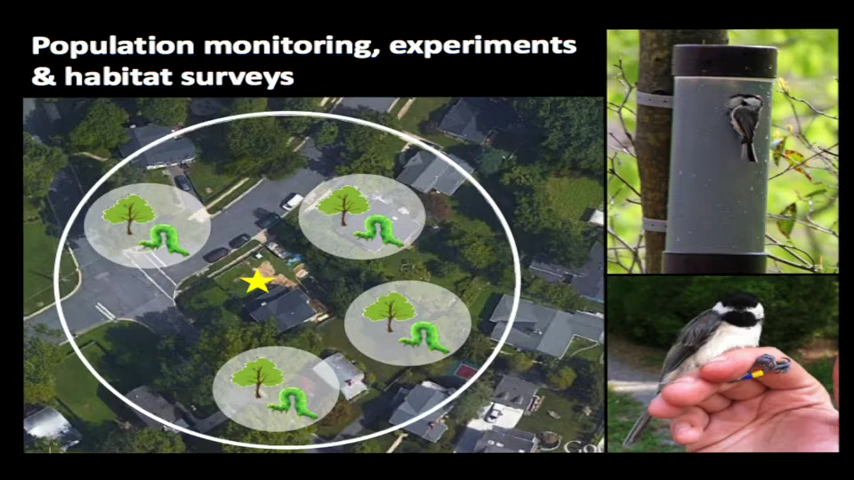 Population monitoring, experiments
& habitat surveys